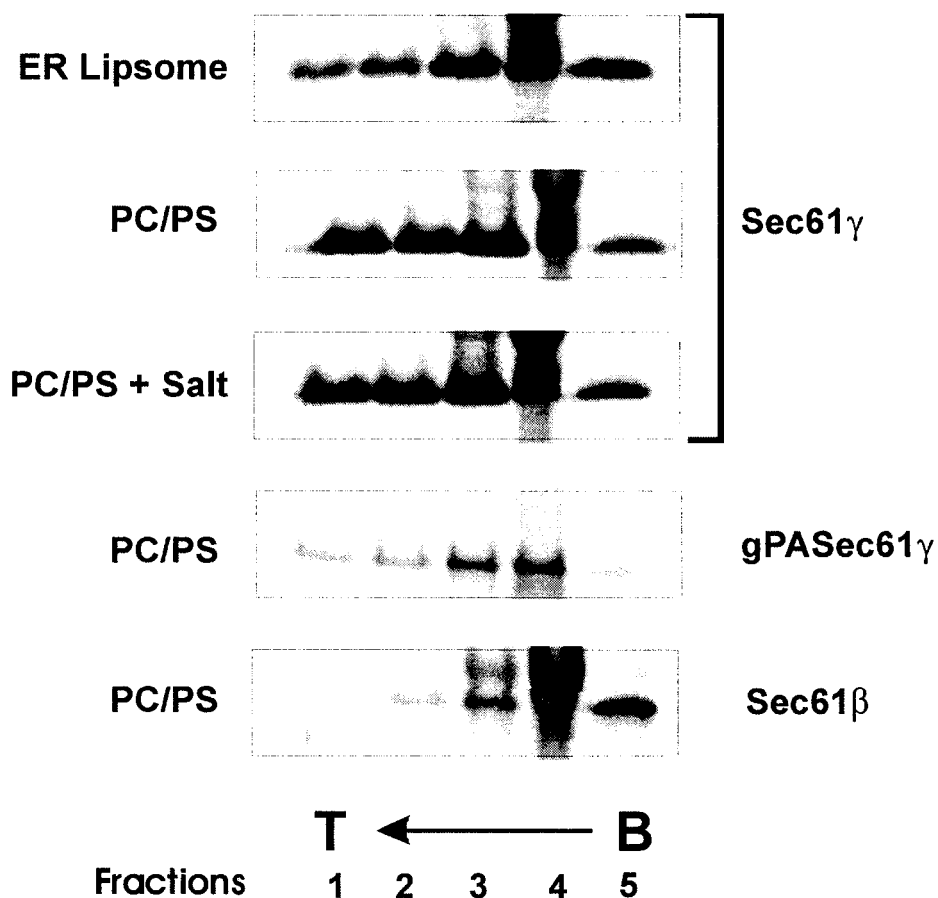 ER Lipsome
PC/PS
Sec61γ
PC/PS + Salt
PC/PS
gPASec61γ
PC/PS
Sec61β
T B
Fractions 1 2 3 4 5